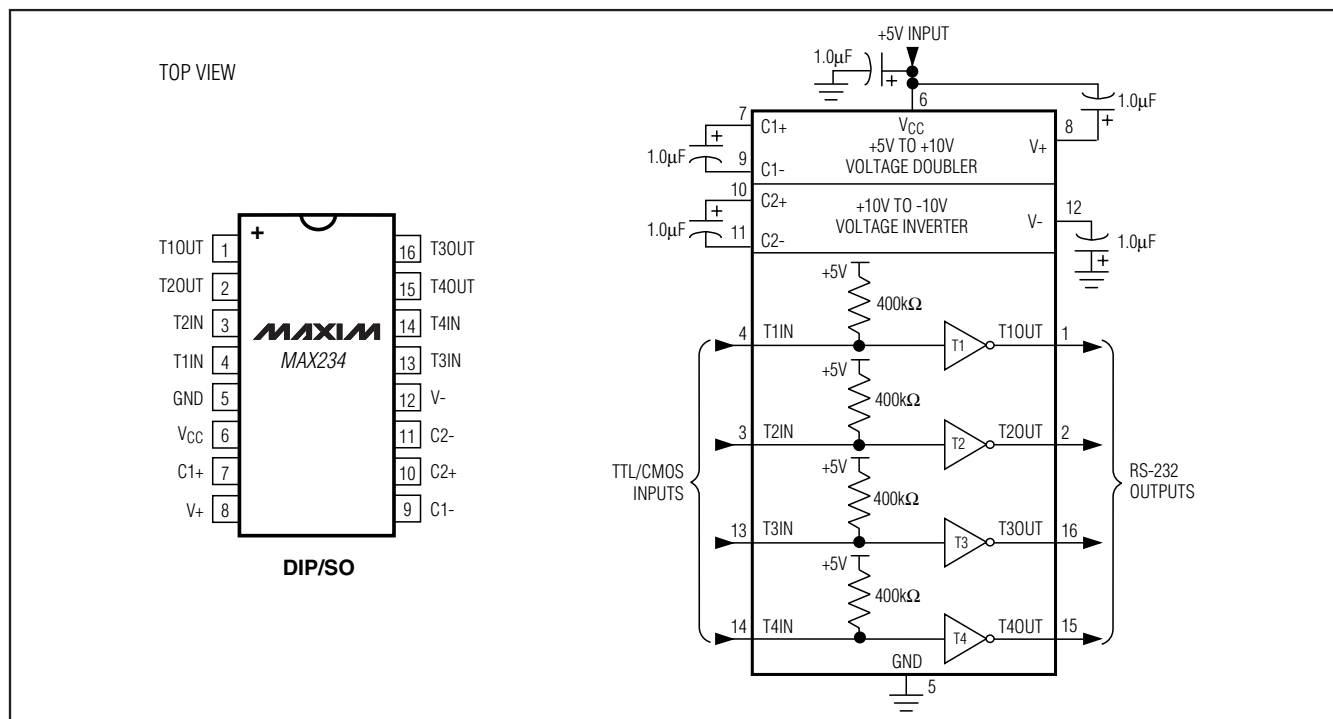 TOP VIEW
+
T1OUT 1
T2OUT 2
T2IN 3
T1IN 4
GND 5
VCC 6
C1+ 7
V+ 8
16 T3OUT
15 T4OUT
14 T4IN
13 T3IN
12 V-
11 C2-
10 C2+
9 C1-
MAXIM
MAX234
DIP/SO
+5V INPUT
1.0µF
+
6
1.0µF
+
7
C1+
+
1.0µF
9
C1-
VCC
+5V TO +10V
VOLTAGE DOUBLER
V+
8
10
C2+
+
1.0µF
11
C2-
+10V TO -10V
VOLTAGE INVERTER
V-
12
1.0µF
+
+5V
400kΩ
4 T1IN T1 T1OUT 1
+5V
400kΩ
3 T2IN T2 T2OUT 2
+5V
400kΩ
13 T3IN T3 T3OUT 16
+5V
400kΩ
14 T4IN T4 T4OUT 15
TTL/CMOS
INPUTS
RS-232
OUTPUTS
GND
5